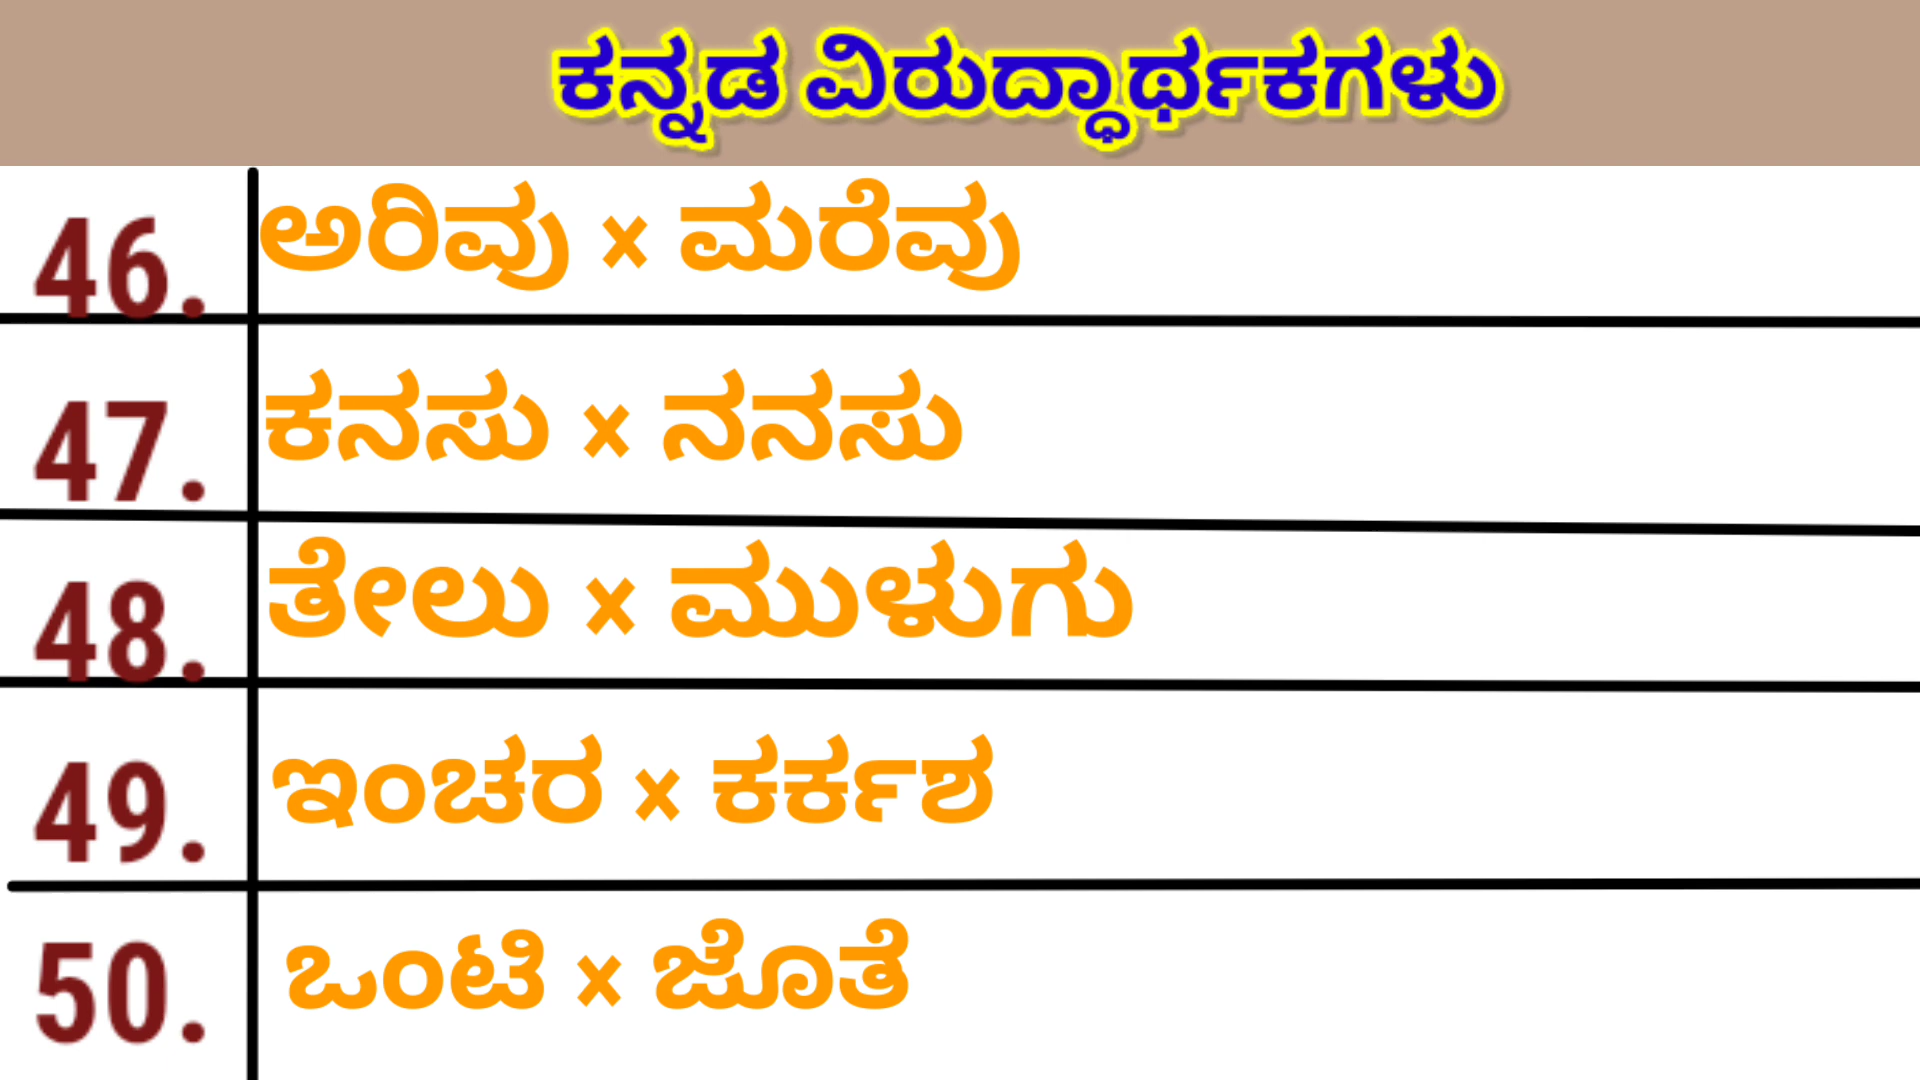 ಕನ್ನಡ ವಿರುದ್ಧಾರ್ಥಕಗಳು
46. ಅರಿವು × ಮರೆವು
47. ಕನಸು × ನನಸು
48. ತೇಲು × ಮುಳುಗು
49. ಇಂಚರ × ಕರ್ಕಶ
50. ಒಂಟಿ × ಜೊತೆ